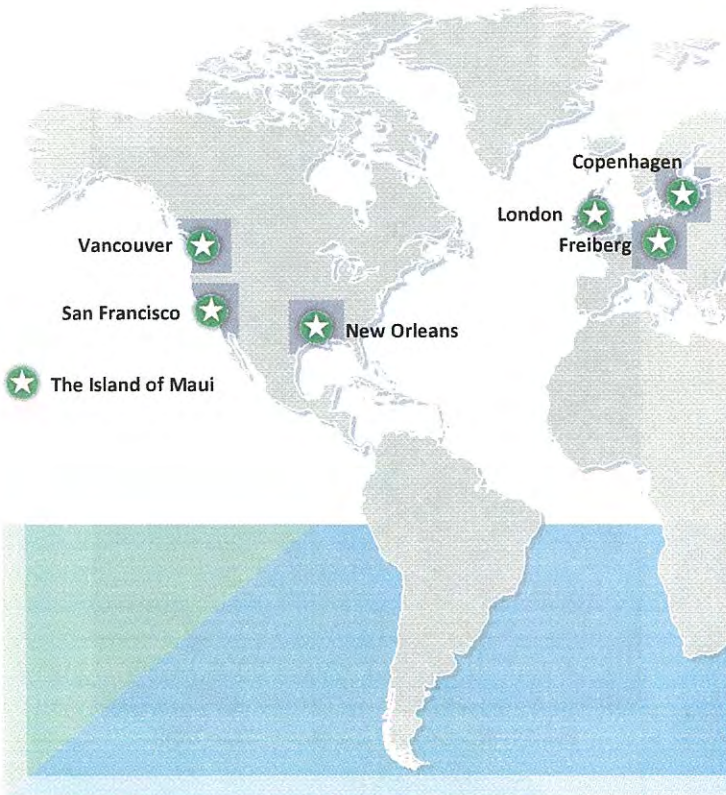 Copenhagen
London
Freiberg
Vancouver
San Francisco
New Orleans
The Island of Maui